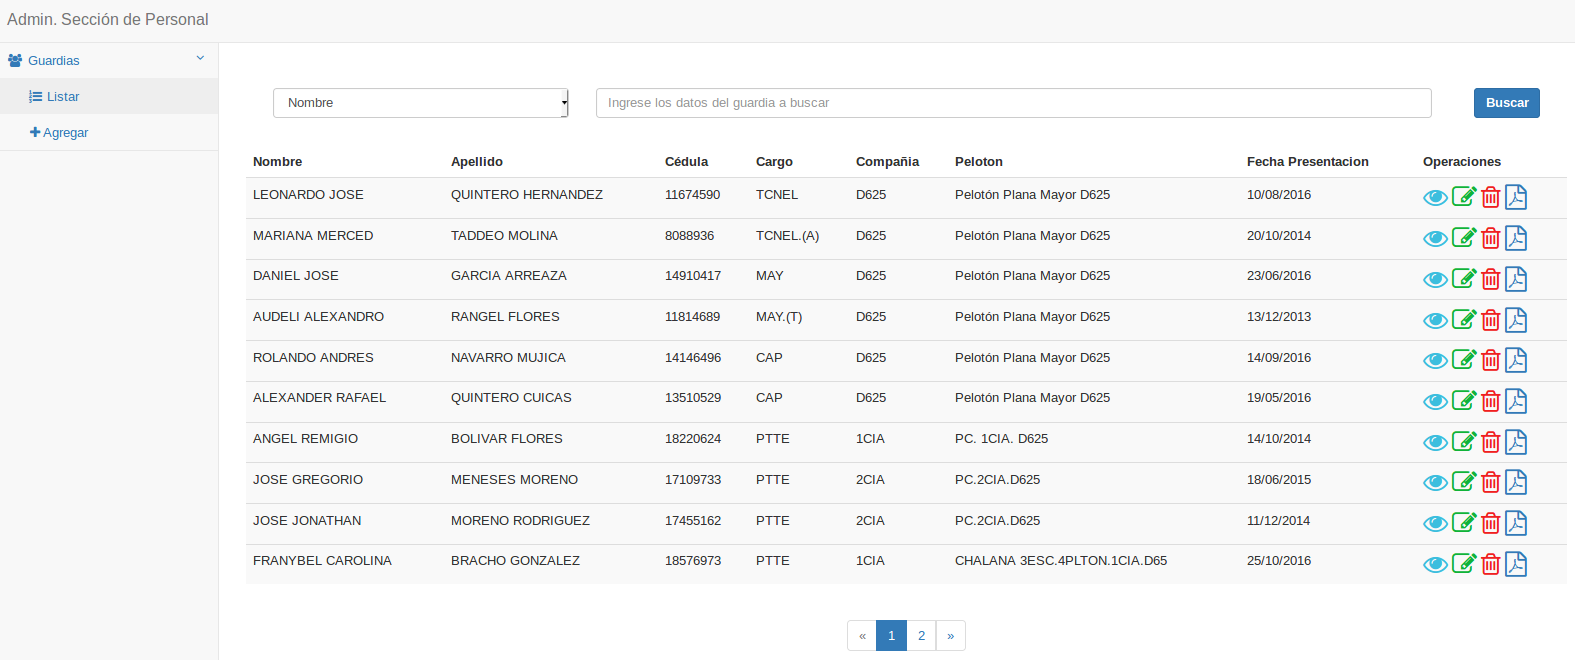 Admin. Sección de Personal
Guardias
Listar
Agregar
Nombre Ingrese los datos del guardia a buscar Buscar
Nombre Apellido Cédula Cargo Compañia Peloton Fecha Presentacion Operaciones
LEONARDO JOSE QUINTERO HERNANDEZ 11674590 TCNEL D625 Pelotón Plana Mayor D625 10/08/2016
MARIANA MERCED TADDEO MOLINA 8088936 TCNEL.(A) D625 Pelotón Plana Mayor D625 20/10/2014
DANIEL JOSE GARCIA ARREAZA 14910417 MAY D625 Pelotón Plana Mayor D625 23/06/2016
AUDELI ALEXANDRO RANGEL FLORES 11814689 MAY.(T) D625 Pelotón Plana Mayor D625 13/12/2013
ROLANDO ANDRES NAVARRO MUJICA 14146496 CAP D625 Pelotón Plana Mayor D625 14/09/2016
ALEXANDER RAFAEL QUINTERO CUICAS 13510529 CAP D625 Pelotón Plana Mayor D625 19/05/2016
ANGEL REMIGIO BOLIVAR FLORES 18220624 PTTE 1CIA PC. 1CIA. D625 14/10/2014
JOSE GREGORIO MENESES MORENO 17109733 PTTE 2CIA PC.2CIA.D625 18/06/2015
JOSE JONATHAN MORENO RODRIGUEZ 17455162 PTTE 2CIA PC.2CIA.D625 11/12/2014
FRANYBEL CAROLINA BRACHO GONZALEZ 18576973 PTTE 1CIA CHALANA 3ESC.4PLTON.1CIA.D65 25/10/2016
« 1 2 »